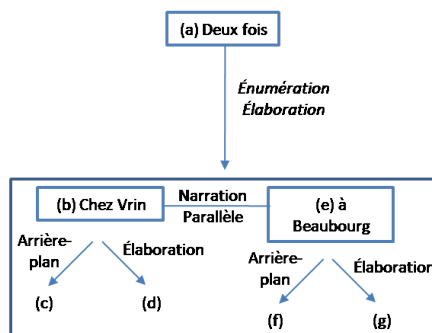 (a) Deux fois
Énumération
Élaboration
(b) Chez Vrin
Narration
Parallèle
(e) à
Beaubourg
Arrière-
plan
Élaboration
(c)
(d)
Arrière-
plan
Élaboration
(f)
(g)